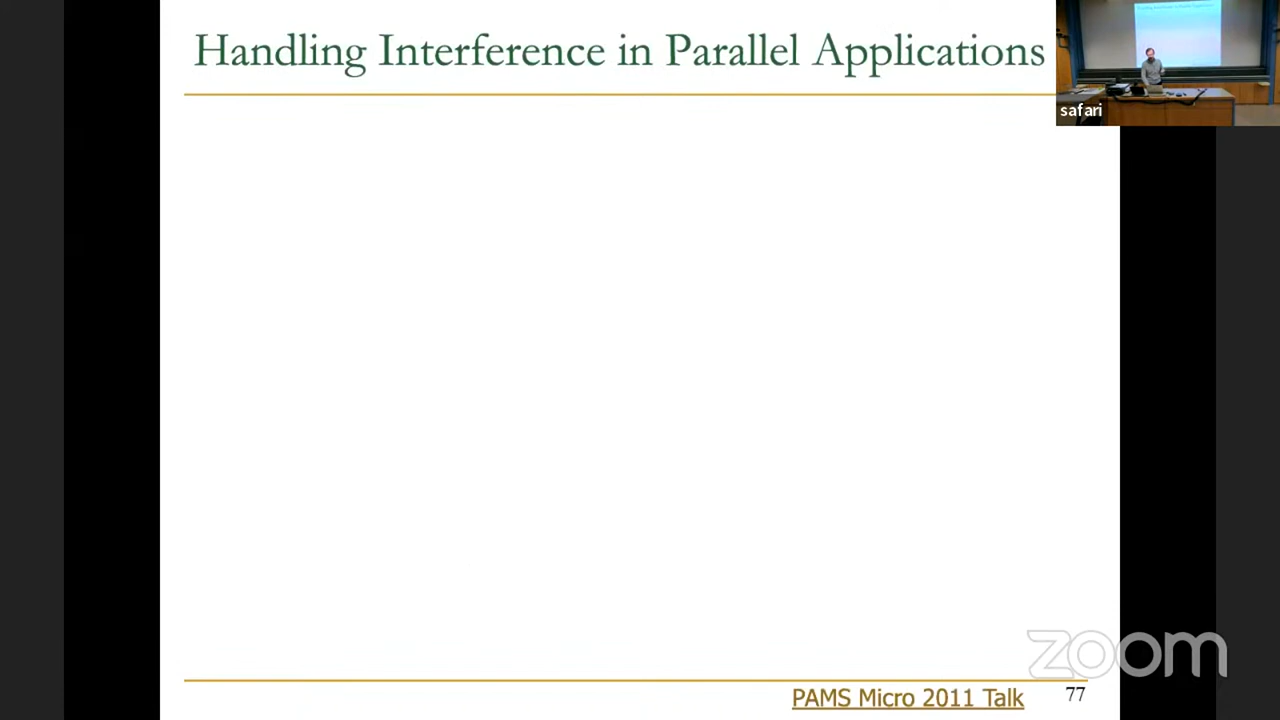 Handling Interference in Parallel Applications
safari
zoom
PAMS Micro 2011 Talk
77